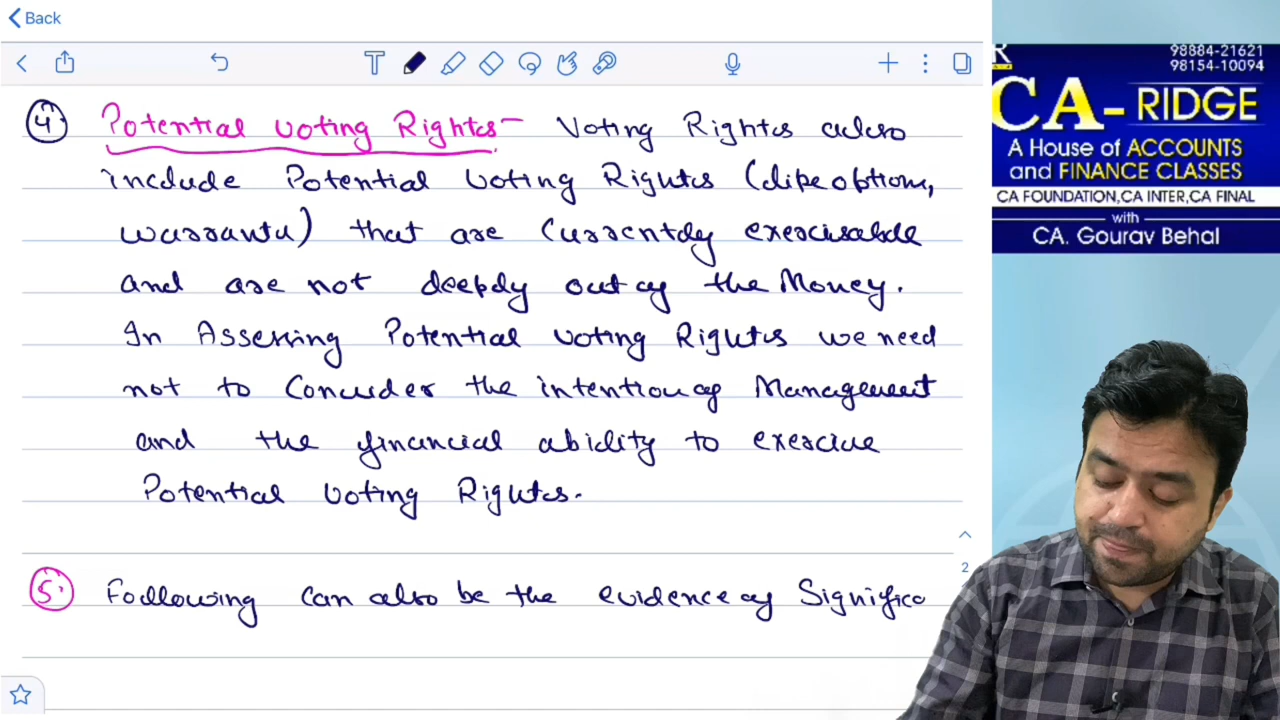 Back
R
98884-21621
98154-10094
CA-RIDGE
A House of ACCOUNTS
and FINANCE CLASSES
CA FOUNDATION,CA INTER,CA FINAL
with
CA. Gourav Behal
4 Potential Voting Rights- Voting Rights also
include Potential Voting Rights (like options,
warrants) that are Currently exercisable
and are not deeply out of the Money.
In Assessing Potential Voting Rights we need
not to Consider the intention of Management
and the financial ability to exercise
Potential Voting Rights.
2
5. Following can also be the evidence of Significa